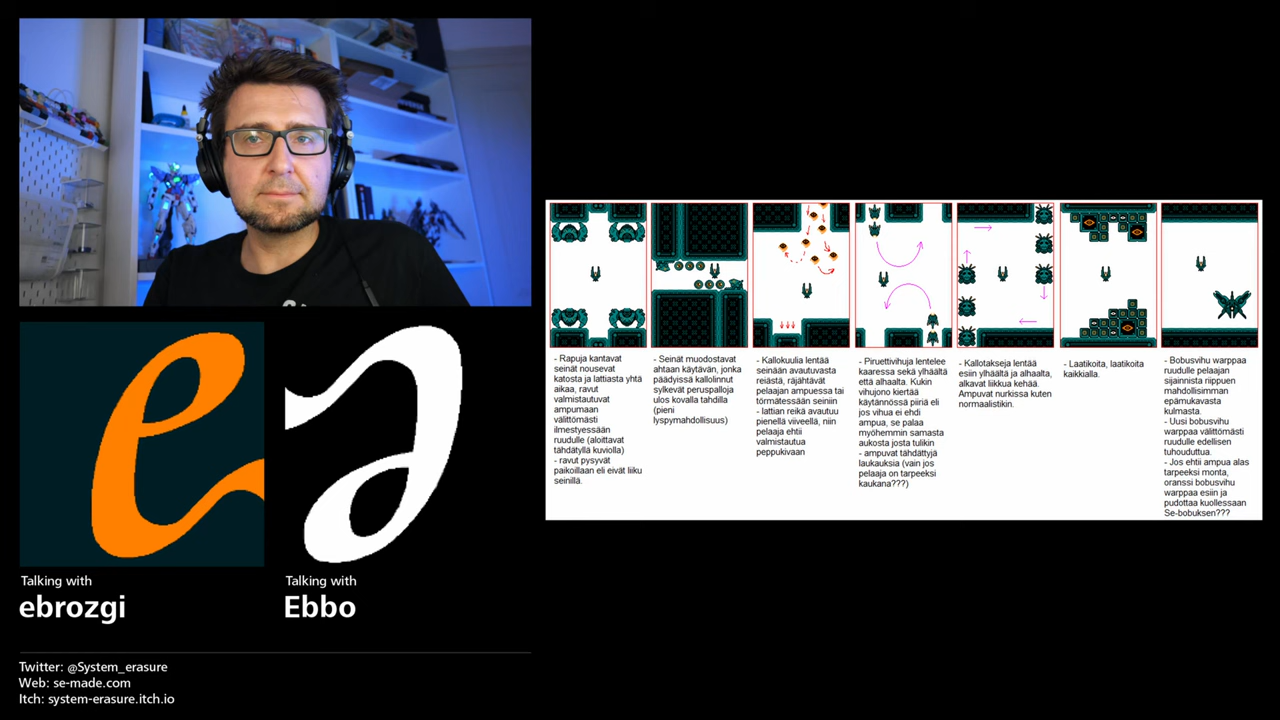 - Rapuja kantavat
seinät nousevat
katosta ja lattiasta yhtä
aikaa, ravut
valmistautuvat
ampumaan
välittömästi
ilmestyessään
ruudulle (aloittavat
tähdätyllä kuviolla)
- ravut pysyvät
paikoillaan eli eivät liiku
seinillä.
- Seinät muodostavat
ahtaan käytävän, jonka
päädyissä kallolinnut
sylkevät peruspalloja
ulos kovalla tahdilla
(pieni
lyspymahdollisuus)
- Kallokuulia lentää
seinään avautuvasta
reiästä, räjähtävät
pelaajan ampuessa tai
törmätessään seiniin
- lattian reikä avautuu
pienellä viiveellä, niin
pelaaja ehtii
valmistautua
peppukivaan
- Piruettivihuja lentelee
kaaressa sekä ylhäältä
että alhaalta. Kukin
vihujono kiertää
käytännössä piiriä eli
jos vihua ei ehdi
ampua, se palaa
myöhemmin samasta
aukosta josta tulikin
- ampuvat tähdättyjä
laukauksia (vain jos
pelaaja on tarpeeksi
kaukana???)
- Kallotakseja lentää
esiin ylhäältä ja alhaalta,
alkavat liikkua kehää.
Ampuvat nurkissa kuten
normaalistikin.
- Laatikoita, laatikoita
kaikkialla.
- Bobusvihu warppaa
ruudulle pelaajan
sijainnista riippuen
mahdollisimman
epämukavasta
kulmasta.
- Uusi bobusvihu
warppaa välittömästi
ruudulle edellisen
tuhouduttua.
- Jos ehtii ampua alas
tarpeeksi monta,
oranssi bobusvihu
warppaa esiin ja
pudottaa kuollessaan
Se-bobuksen???
Talking with
ebrozgi
Talking with
Ebbo
Twitter: @System_erasure
Web: se-made.com
Itch: system-erasure.itch.io